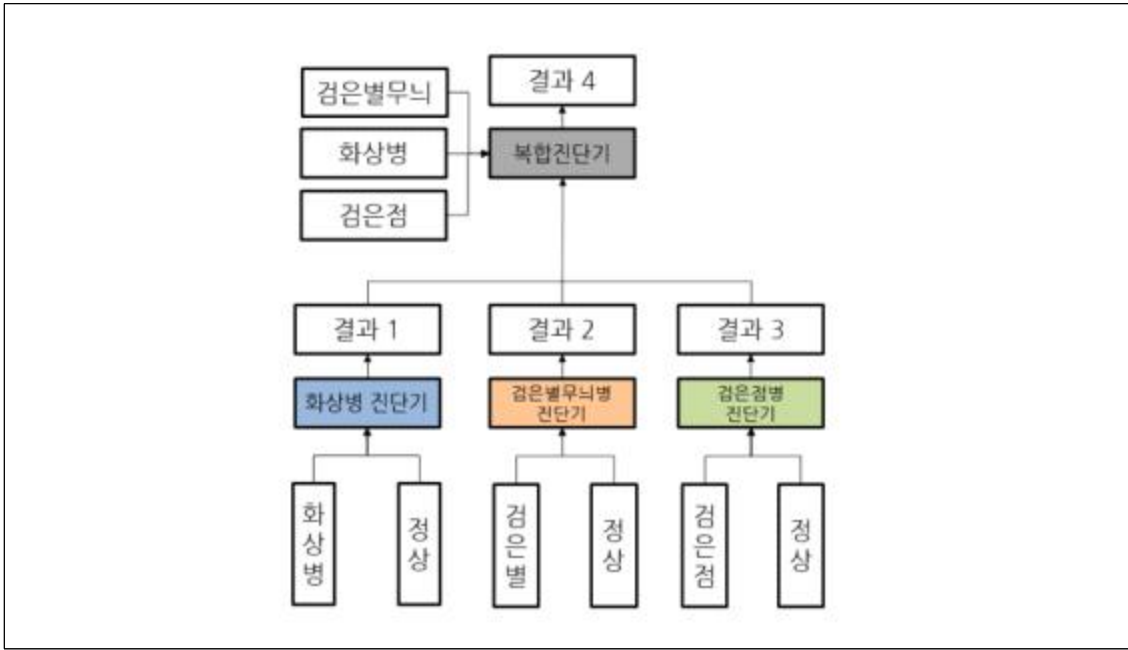 결과 4
검은별무늬
화상병
검은점
복합진단기
결과 1
결과 2
결과 3
화상병 진단기
검은별무늬병
진단기
검은점병
진단기
화상병
정상
검은별
정상
검은점
정상